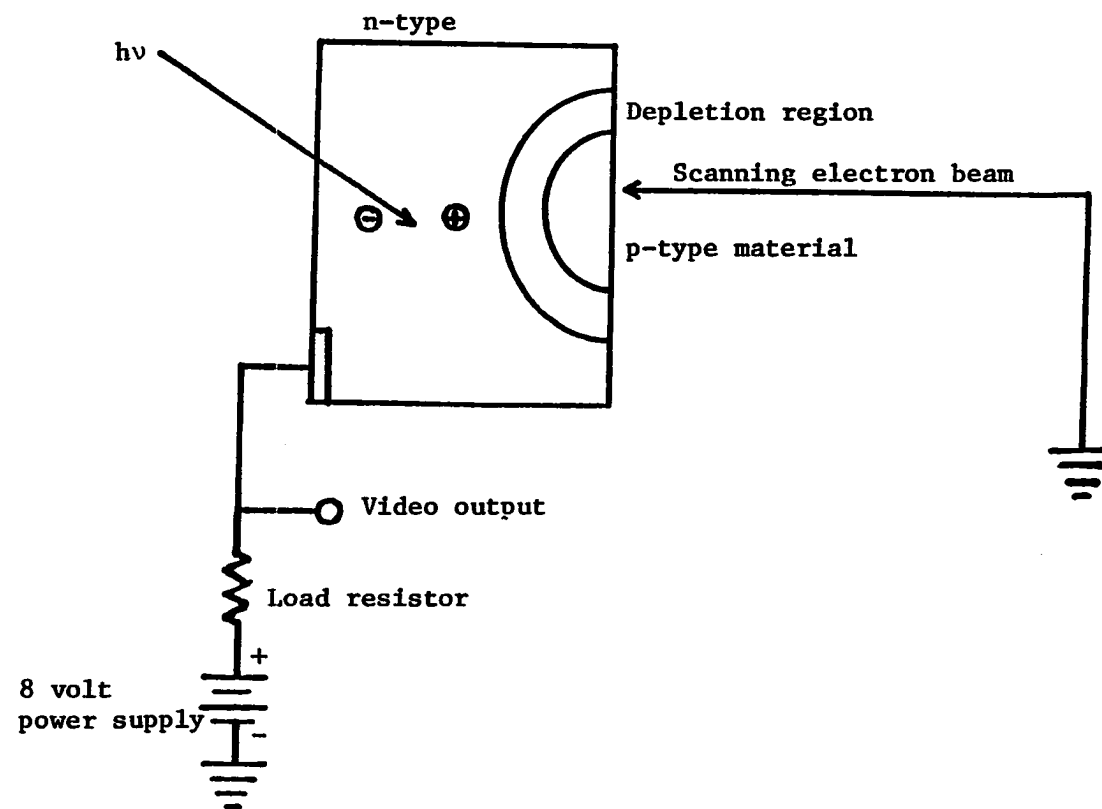 n-type
hν
Depletion region
Scanning electron beam
p-type material
Video output
Load resistor
+
8 volt
power supply
-